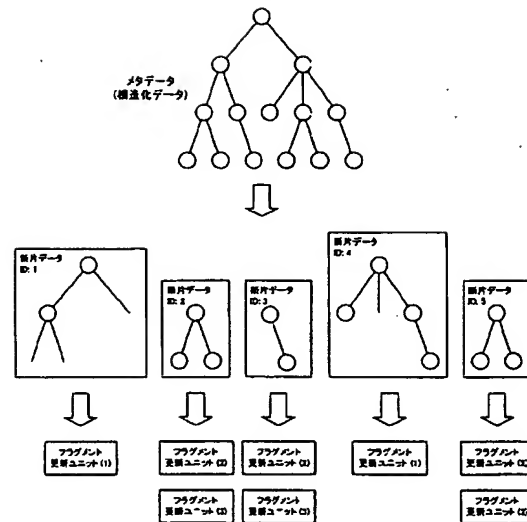 メタデータ
(構造化データ)
断片データ
ID: 1
断片データ
ID: 2
断片データ
ID: 3
断片データ
ID: 4
断片データ
ID: 5
フラグメント
更新ユニット(1)
フラグメント
更新ユニット(2)
フラグメント
更新ユニット(2)
フラグメント
更新ユニット(1)
フラグメント
更新ユニット
フラグメント
更新ユニット(3)
フラグメント
更新ユニット(3)
フラグメント
更新ユニット